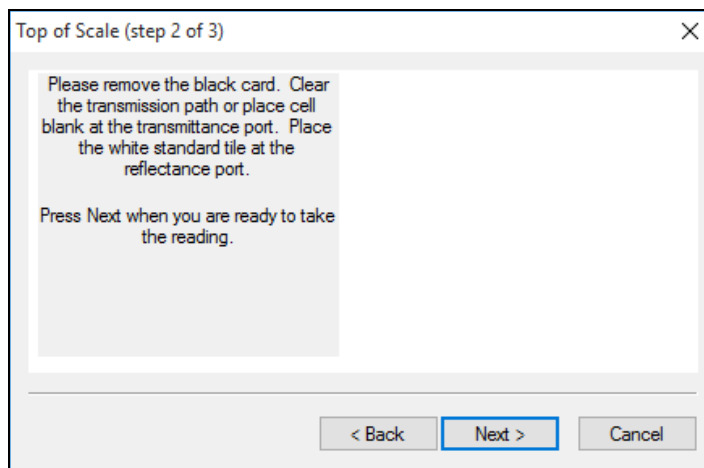 Top of Scale (step 2 of 3)
Please remove the black card.  Clear
the transmission path or place cell
blank at the transmittance port.  Place
the white standard tile at the
reflectance port.
Press Next when you are ready to take
the reading.
< Back
Next >
Cancel